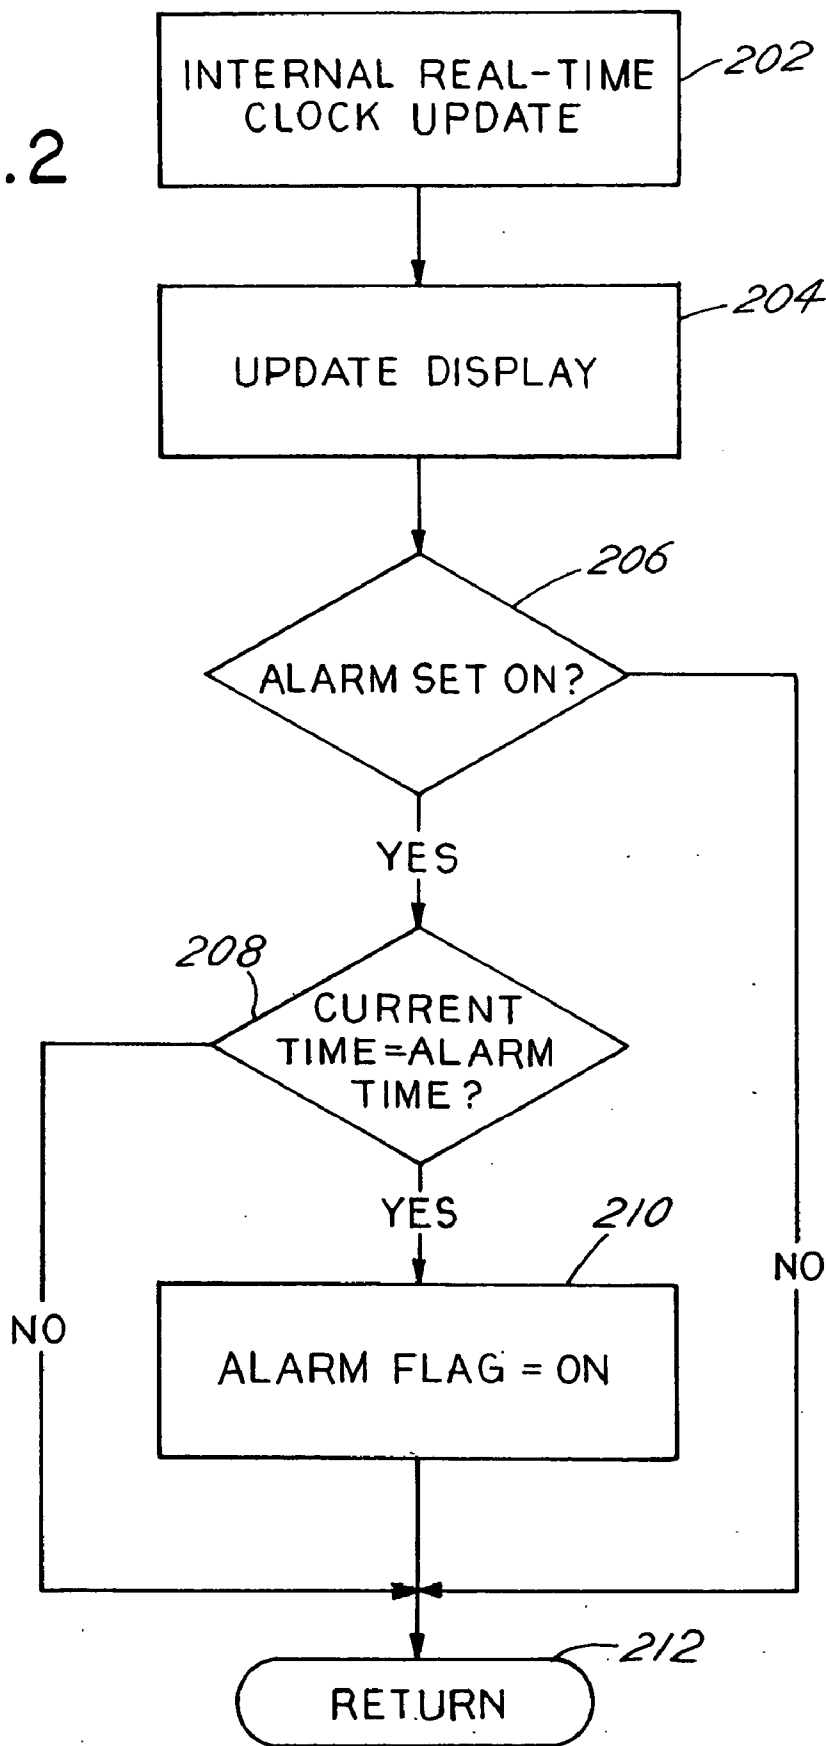 INTERNAL REAL-TIME
CLOCK UPDATE
202
.2
204
UPDATE DISPLAY
206
ALARM SET ON?
YES
208
CURRENT
TIME=ALARM
TIME?
YES
210
NO
NO
ALARM FLAG = ON
212
RETURN